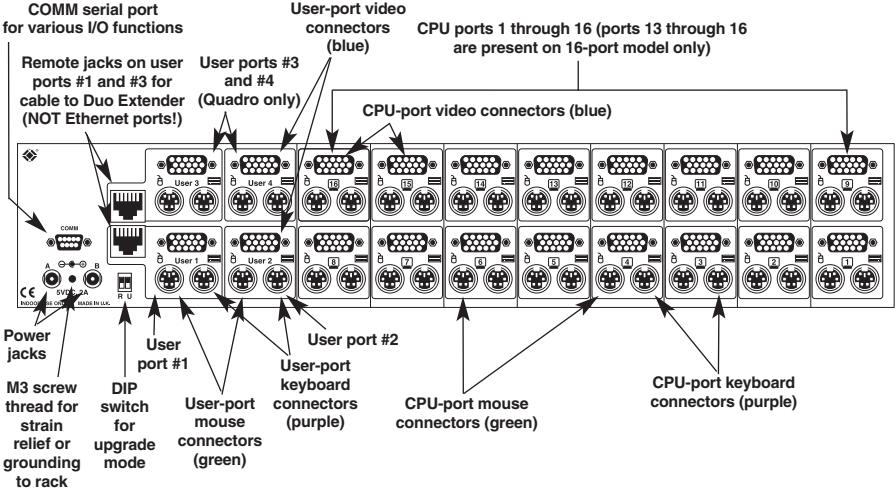 COMM serial port
for various I/O functions
Remote jacks on user
ports #1 and #3 for
cable to Duo Extender
(NOT Ethernet ports!)
User ports #3
and #4
(Quadro only)
User-port video
connectors
(blue)
CPU ports 1 through 16 (ports 13 through 16
are present on 16-port model only)
CPU-port video connectors (blue)
User 3
User 4
16
15
14
13
12
11
10
9
COMM
User 1
User 2
8
7
6
5
4
3
2
1
A
B
5VDC 2A
CE
INDOOR USE ONLY MADE IN U.K.
R U
Power
jacks
M3 screw
thread for
strain
relief or
grounding
to rack
DIP
switch
for
upgrade
mode
User
port #1
User-port
mouse
connectors
(green)
User port #2
User-port
keyboard
connectors
(purple)
CPU-port mouse
connectors (green)
CPU-port keyboard
connectors (purple)